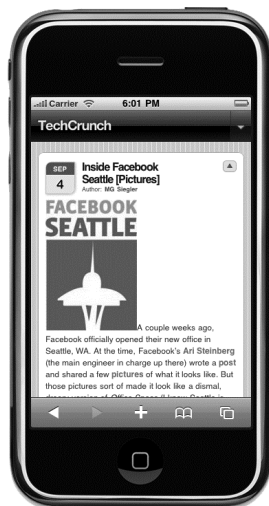 Carrier 6:01 PM
TechCrunch
SEP
4
Inside Facebook
Seattle [Pictures]
Author: MG Siegler
FACEBOOK
SEATTLE
A couple weeks ago,
Facebook officially opened their new office in
Seattle, WA. At the time, Facebook's Ari Steinberg
(the main engineer in charge up there) wrote a post
and shared a few pictures of what it looks like. But
those pictures sort of made it look like a dismal,